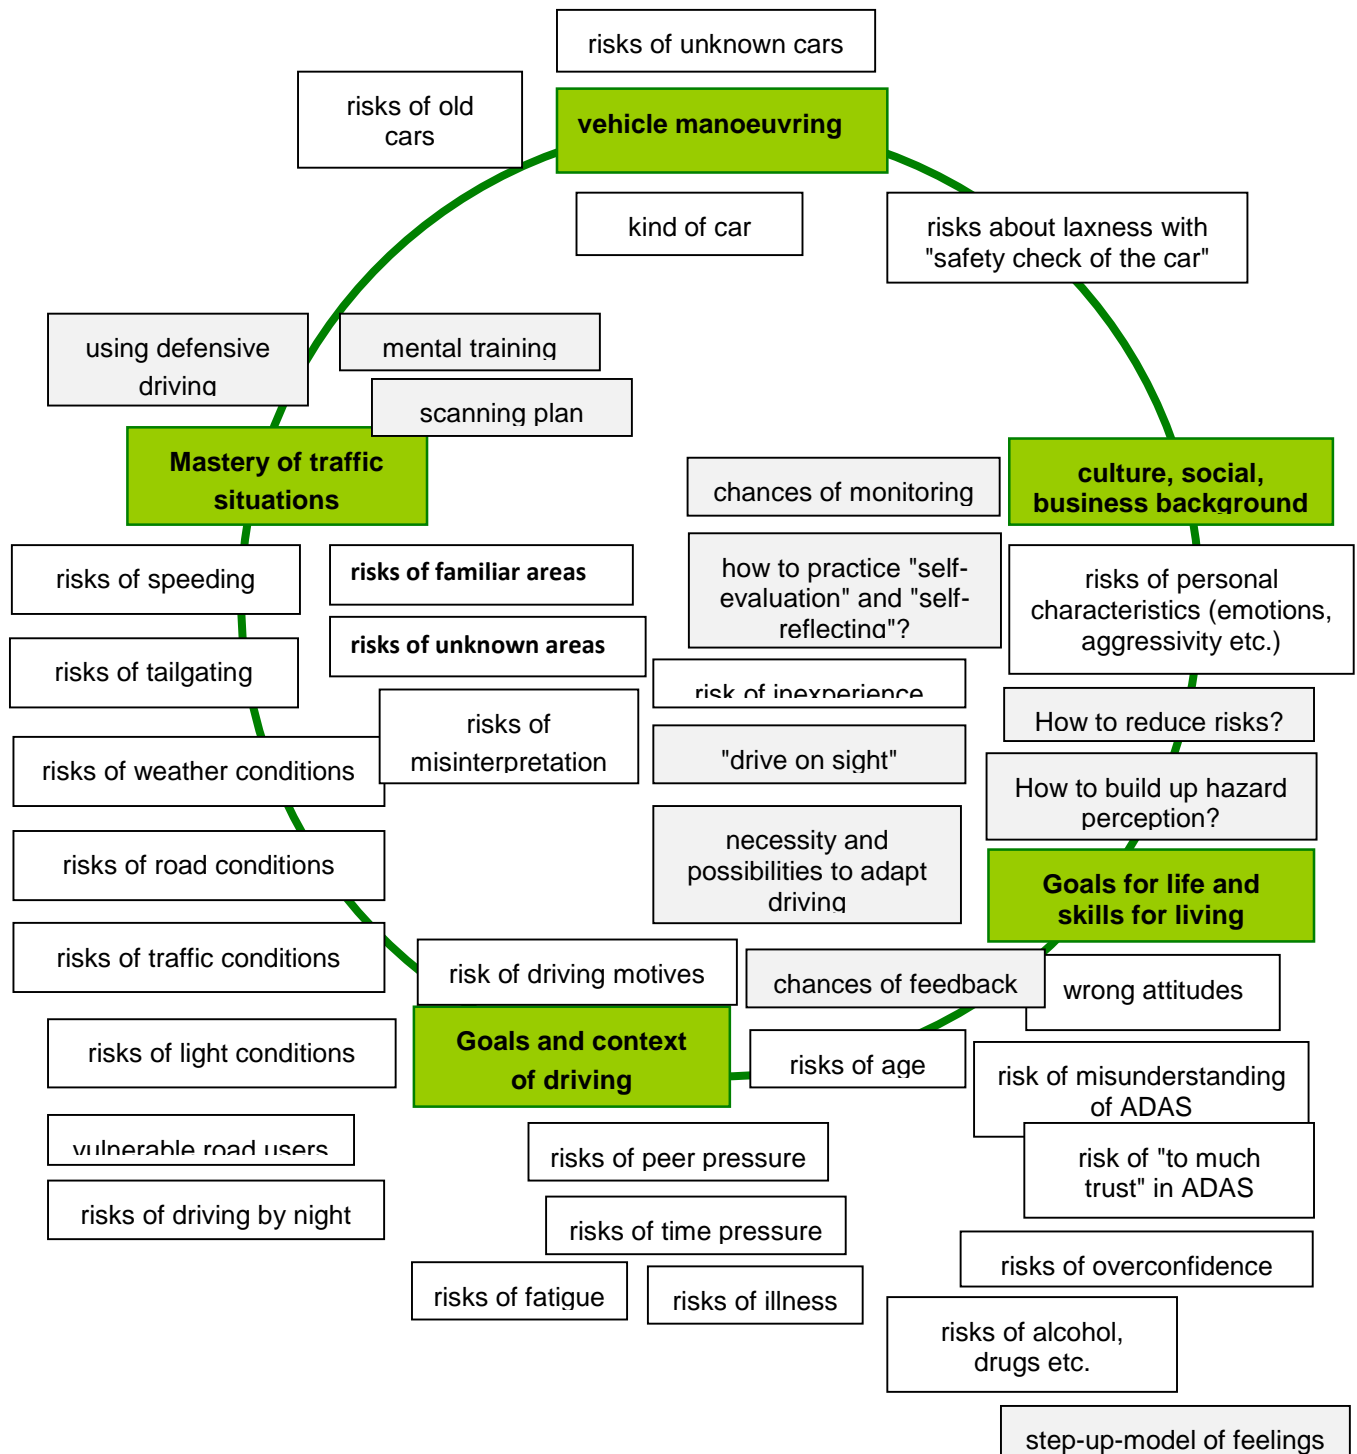 risks of unknown cars
risks of old
cars
vehicle manoeuvring
kind of car
risks about laxness with
"safety check of the car"
using defensive
driving
mental training
scanning plan
Mastery of traffic
situations
chances of monitoring
culture, social,
business background
risks of speeding
risks of familiar areas
how to practice "self-
evaluation" and "self-
reflecting"?
risks of personal
characteristics (emotions,
aggressivity etc.)
risks of tailgating
risks of unknown areas
risk of inexperience
risks of
misinterpretation
How to reduce risks?
risks of weather conditions
"drive on sight"
How to build up hazard
perception?
risks of road conditions
necessity and
possibilities to adapt
driving
Goals for life and
skills for living
risks of traffic conditions
risk of driving motives
chances of feedback
wrong attitudes
risks of light conditions
Goals and context
of driving
risks of age
risk of misunderstanding
of ADAS
vulnerable road users
risks of peer pressure
risk of "to much
trust" in ADAS
risks of driving by night
risks of time pressure
risks of overconfidence
risks of fatigue
risks of illness
risks of alcohol,
drugs etc.
step-up-model of feelings